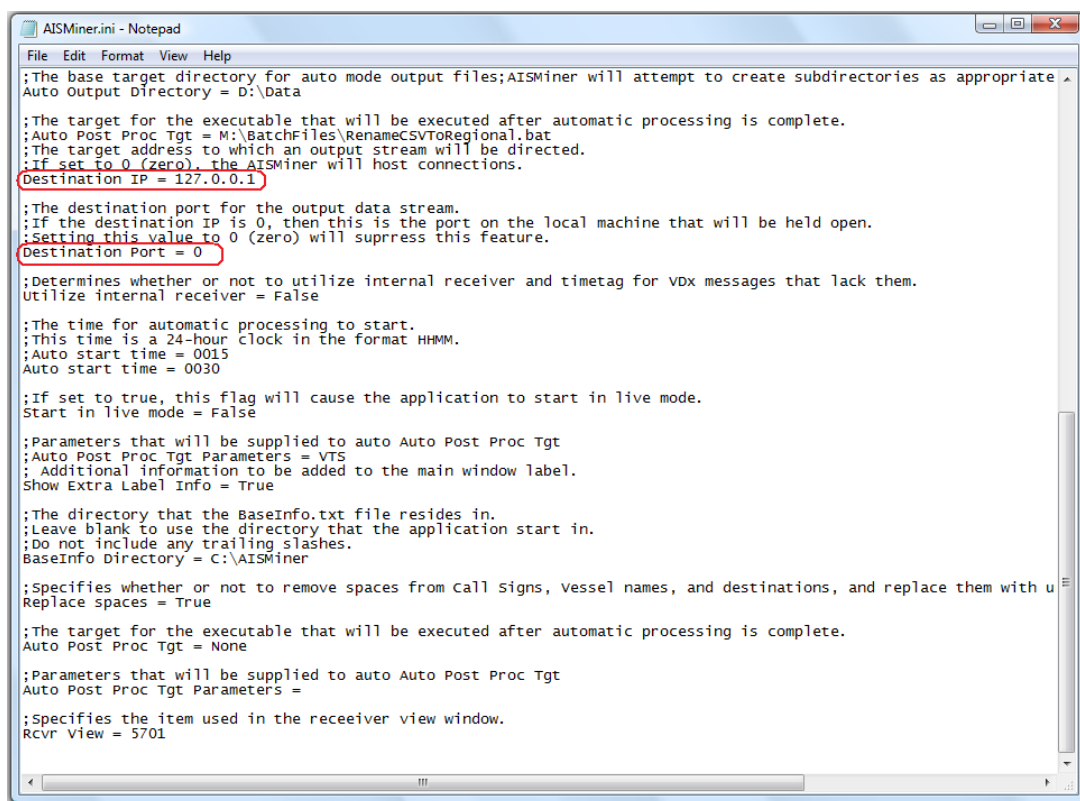 AISMiner.ini - Notepad
File Edit Format View Help
;The base target directory for auto mode output files;AISMiner will attempt to create subdirectories as appropriate
Auto Output Directory = D:\Data
;The target for the executable that will be executed after automatic processing is complete.
;Auto Post Proc Tgt = M:\BatchFiles\RenameCSVToRegional.bat
;The target address to which an output stream will be directed.
;If set to 0 (zero), the AISMiner will host connections.
Destination IP = 127.0.0.1
;The destination port for the output data stream.
;If the destination IP is 0, then this is the port on the local machine that will be held open.
;Setting this value to 0 (zero) will suprress this feature.
Destination Port = 0
;Determines whether or not to utilize internal receiver and timetag for VDx messages that lack them.
Utilize internal receiver = False
;The time for automatic processing to start.
;This time is a 24-hour clock in the format HHMM.
;Auto start time = 0015
Auto start time = 0030
;If set to true, this flag will cause the application to start in live mode.
Start in live mode = False
;Parameters that will be supplied to auto Auto Post Proc Tgt
;Auto Post Proc Tgt Parameters = VTS
; Additional information to be added to the main window label.
Show Extra Label Info = True
;The directory that the BaseInfo.txt file resides in.
;Leave blank to use the directory that the application start in.
;Do not include any trailing slashes.
BaseInfo Directory = C:\AISMiner
;Specifies whether or not to remove spaces from Call Signs, Vessel names, and destinations, and replace them with u
Replace spaces = True
;The target for the executable that will be executed after automatic processing is complete.
Auto Post Proc Tgt = None
;Parameters that will be supplied to auto Auto Post Proc Tgt
Auto Post Proc Tgt Parameters =
;Specifies the item used in the receeiver view window.
Rcvr View = 5701